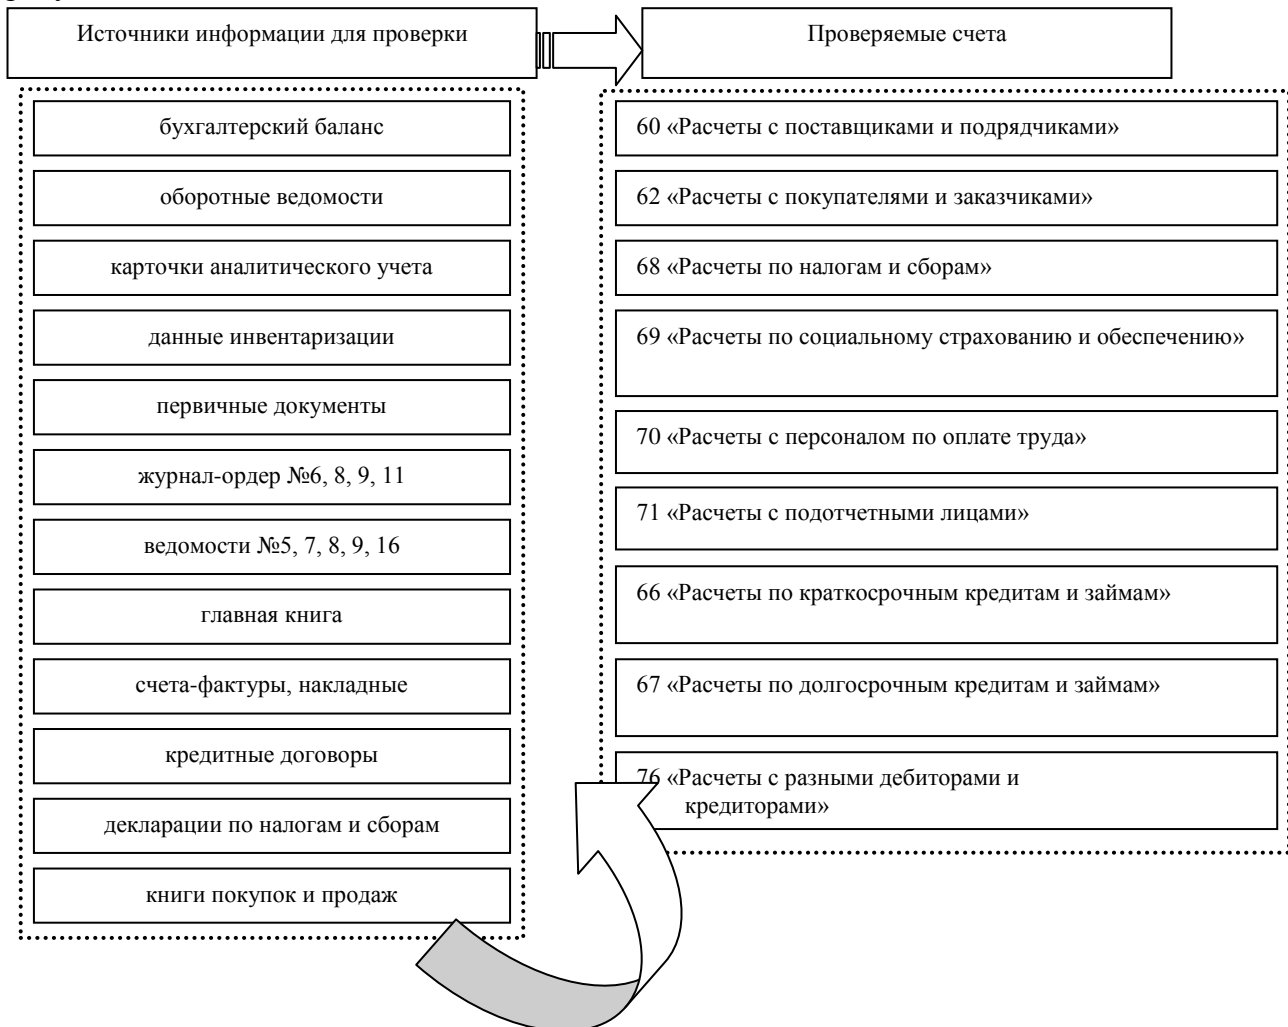 Источники информации для проверки
Проверяемые счета
бухгалтерский баланс
оборотные ведомости
карточки аналитического учета
данные инвентаризации
первичные документы
журнал-ордер №6, 8, 9, 11
ведомости №5, 7, 8, 9, 16
главная книга
счета-фактуры, накладные
кредитные договоры
декларации по налогам и сборам
книги покупок и продаж
60 «Расчеты с поставщиками и подрядчиками»
62 «Расчеты с покупателями и заказчиками»
68 «Расчеты по налогам и сборам»
69 «Расчеты по социальному страхованию и обеспечению»
70 «Расчеты с персоналом по оплате труда»
71 «Расчеты с подотчетными лицами»
66 «Расчеты по краткосрочным кредитам и займам»
67 «Расчеты по долгосрочным кредитам и займам»
76 «Расчеты с разными дебиторами и
кредиторами»